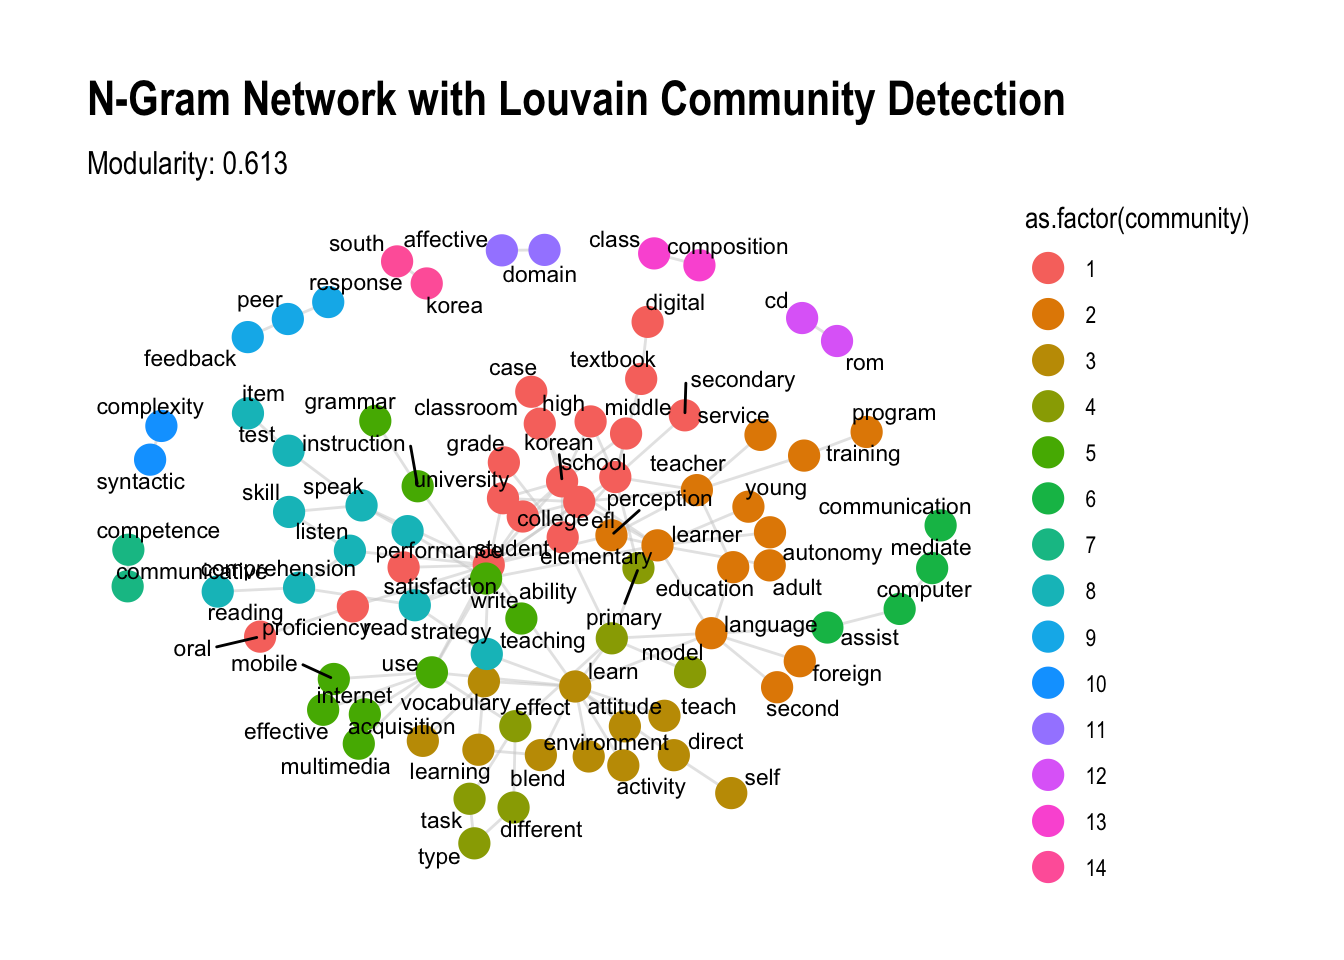 N-Gram Network with Louvain Community Detection
Modularity: 0.613
as.factor(community)
1
2
3
4
5
6
7
8
9
10
11
12
13
14
south
affective
class
composition
domain
peer
response
korea
digital
cd
feedback
rom
case
textbook
secondary
complexity
item
grammar
classroom
high
middle
service
program
test
instruction
grade
korean
school
teacher
training
syntactic
skill
speak
university
perception
young
communication
competence
listen
college
efl
learner
performance
student
elementary
autonomy
mediate
communicative
comprehension
satisfaction
write
ability
education
adult
computer
reading
proficiency
read
strategy
teaching
primary
language
assist
oral
mobile
use
learn
model
foreign
internet
vocabulary
effect
attitude
teach
second
effective
acquisition
environment
direct
multimedia
learning
blend
activity
self
task
different
type